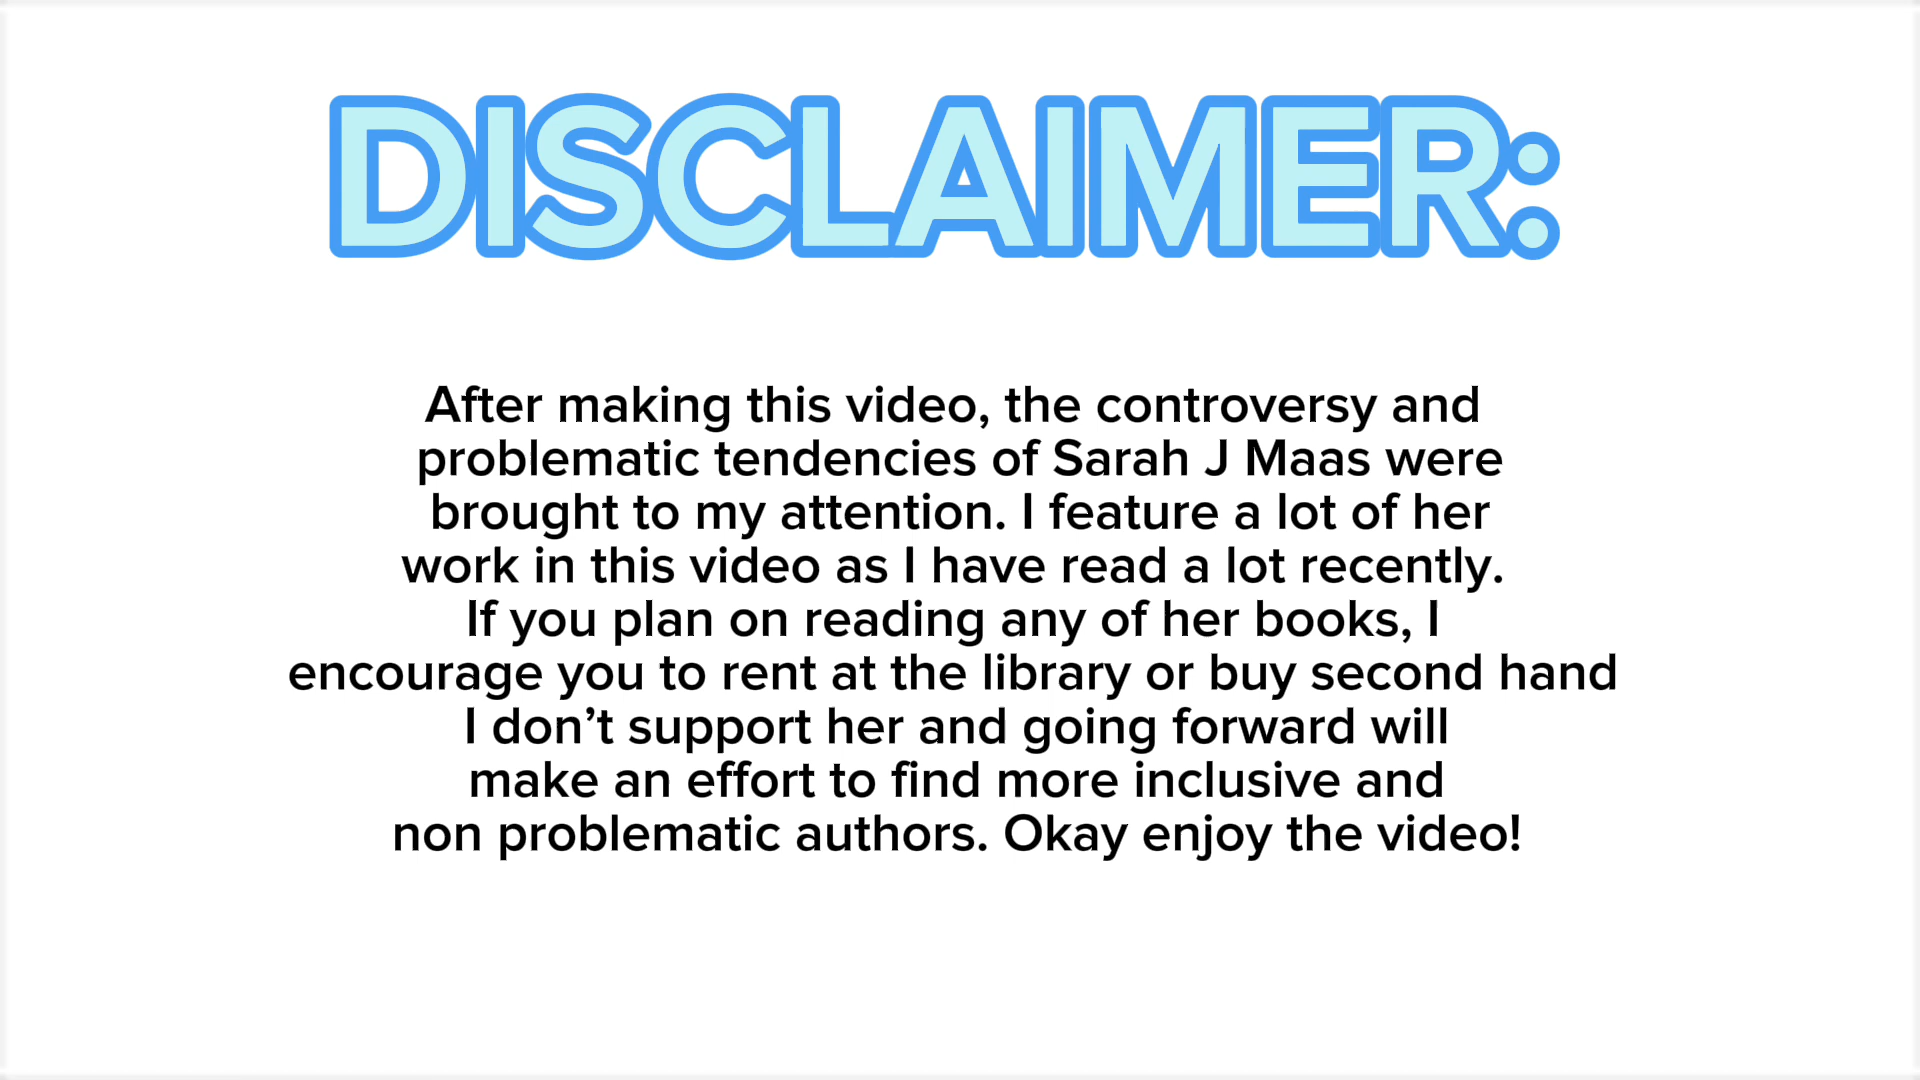 DISCLAIMER:
After making this video, the controversy and
problematic tendencies of Sarah J Maas were
brought to my attention. I feature a lot of her
work in this video as I have read a lot recently.
If you plan on reading any of her books, I
encourage you to rent at the library or buy second hand
I don’t support her and going forward will
make an effort to find more inclusive and
non problematic authors. Okay enjoy the video!